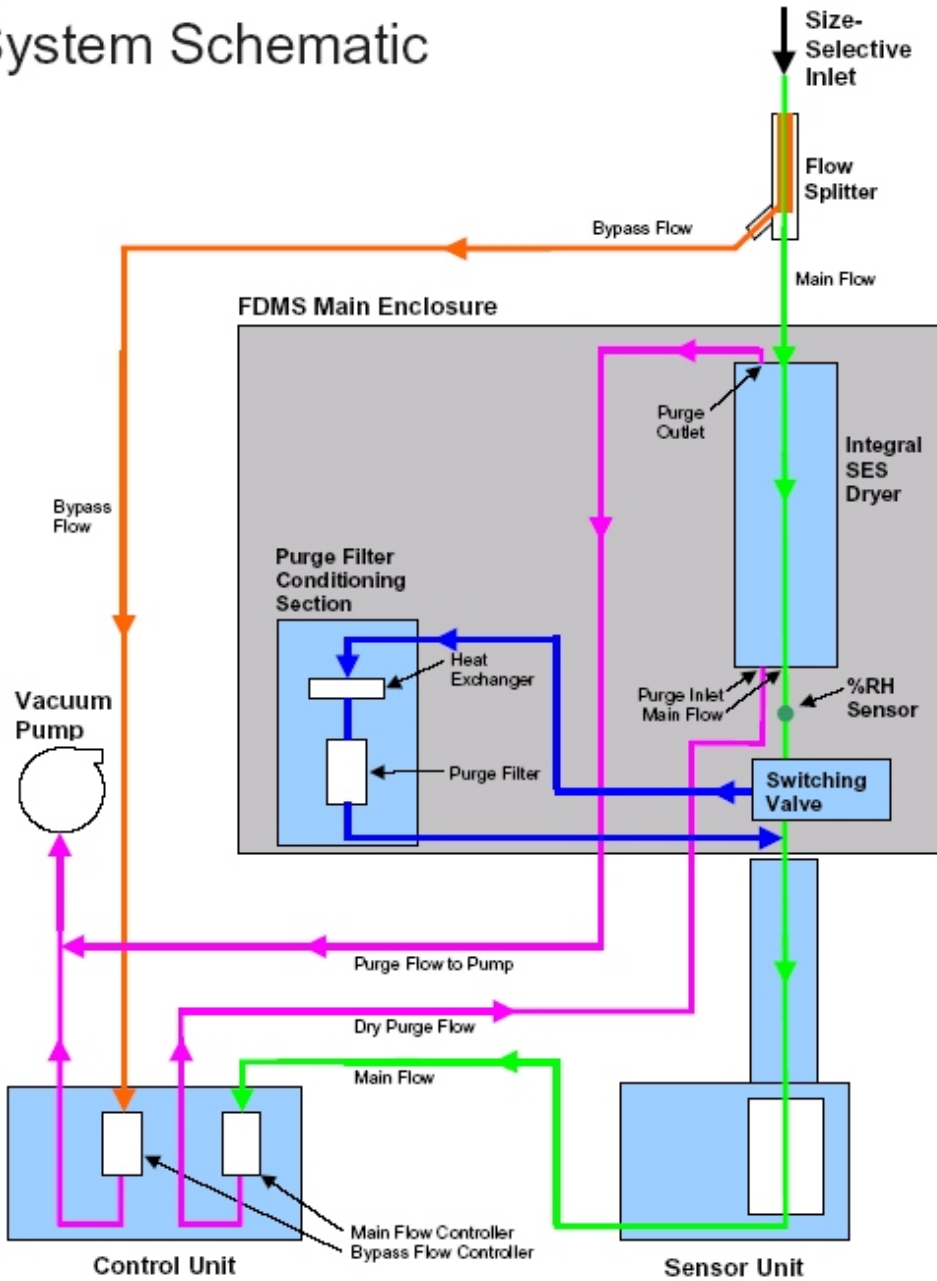 System Schematic
Size-
Selective
Inlet
Flow
Splitter
Bypass Flow
Main Flow
FDMS Main Enclosure
Purge
Outlet
Integral
SES
Dryer
Bypass
Flow
Purge Filter
Conditioning
Section
Heat
Exchanger
Purge Inlet
Main Flow
%RH
Sensor
Vacuum
Pump
Purge Filter
Switching
Valve
Purge Flow to Pump
Dry Purge Flow
Main Flow
Main Flow Controller
Bypass Flow Controller
Control Unit
Sensor Unit